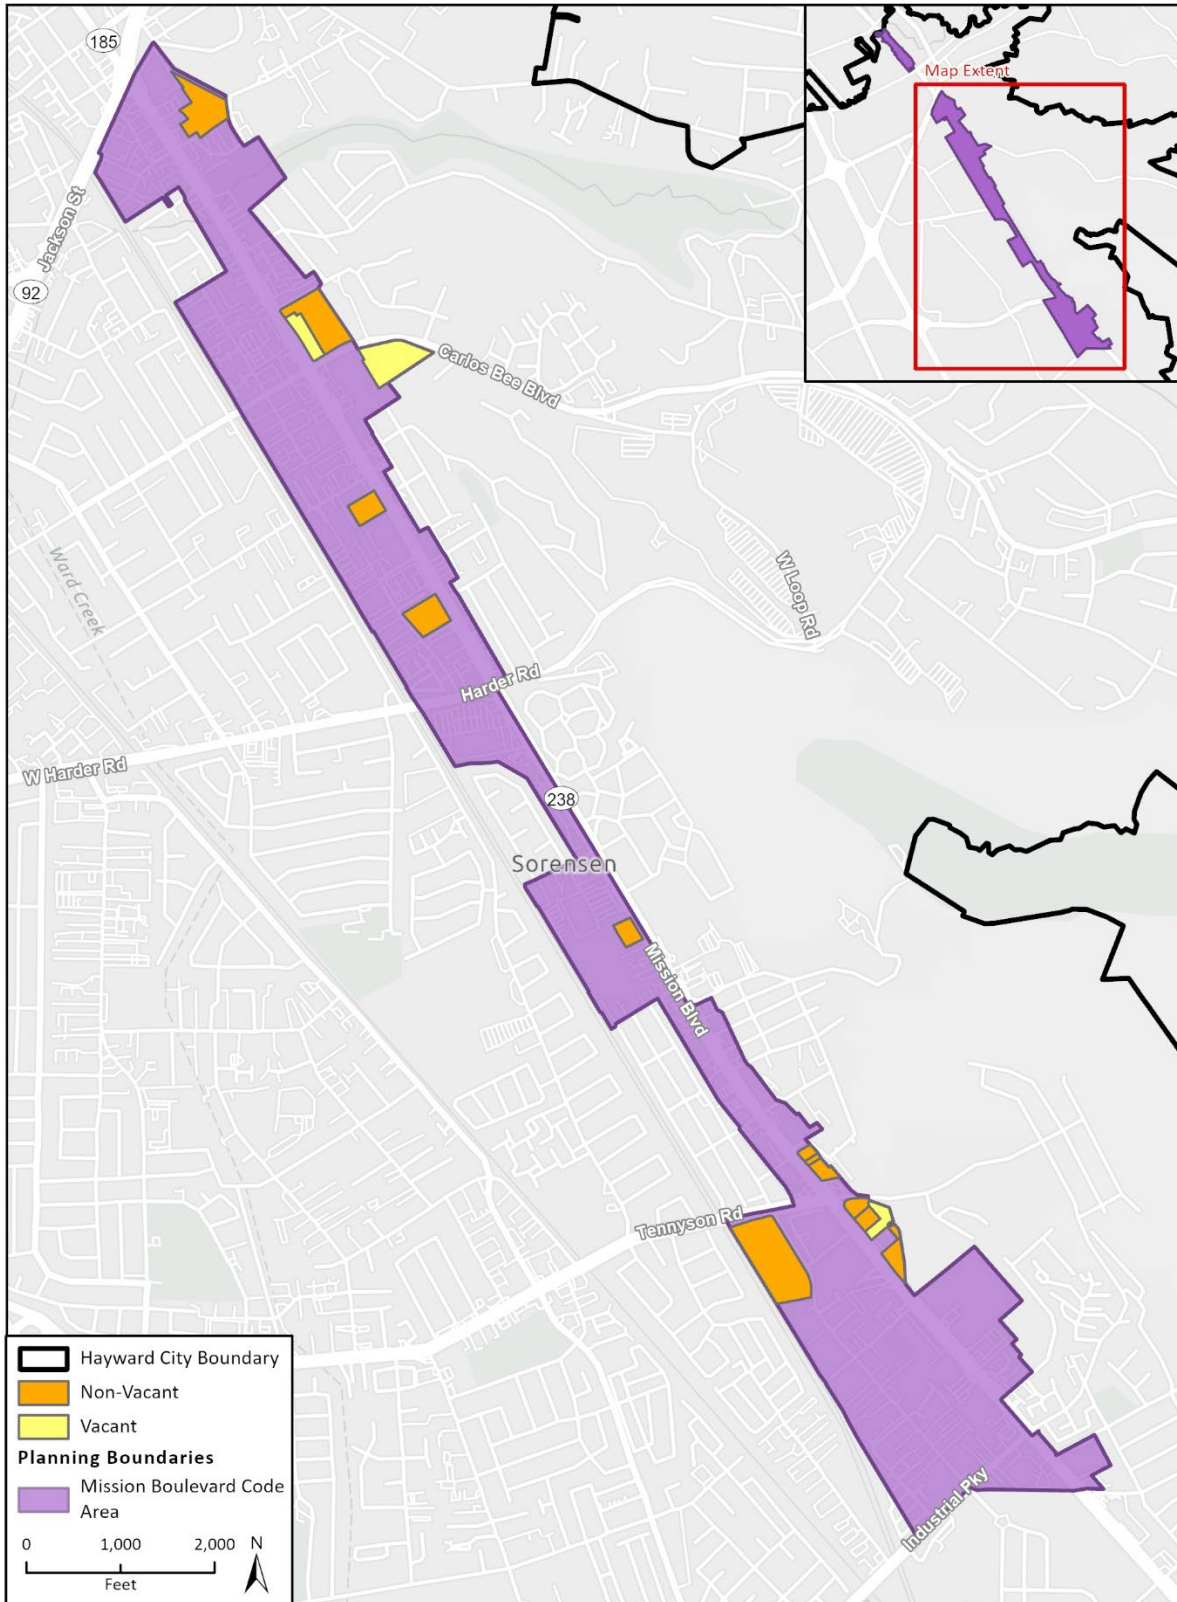 185
Map Extent
Jackson St
92
Carlos Bee Blvd
Ward Creek
W Loop Rd
Harder Rd
W Harder Rd
238
Sorensen
Mission Blvd
Tennyson Rd
Industrial Pky
Hayward City Boundary
Non-Vacant
Vacant
Planning Boundaries
Mission Boulevard Code
Area
0 1,000 2,000 N
Feet